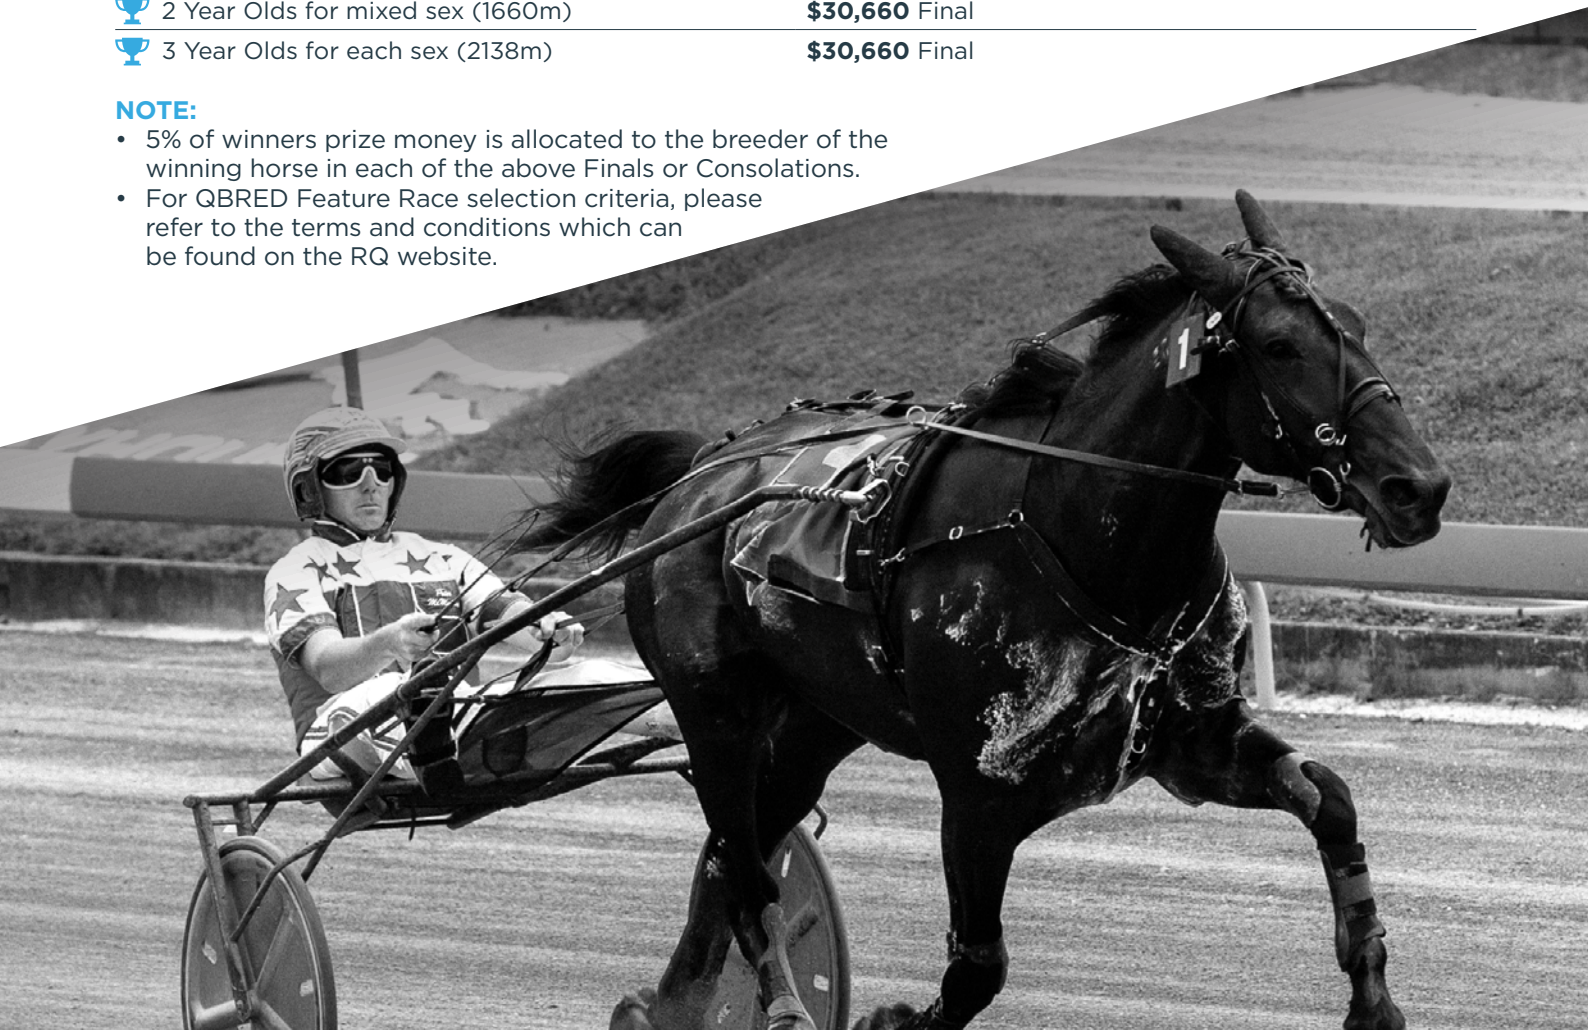 2 Year Olds for mixed sex (1660m) $30,660 Final
3 Year Olds for each sex (2138m) $30,660 Final
NOTE:
• 5% of winners prize money is allocated to the breeder of the
winning horse in each of the above Finals or Consolations.
• For QBRED Feature Race selection criteria, please
refer to the terms and conditions which can
be found on the RQ website.
1